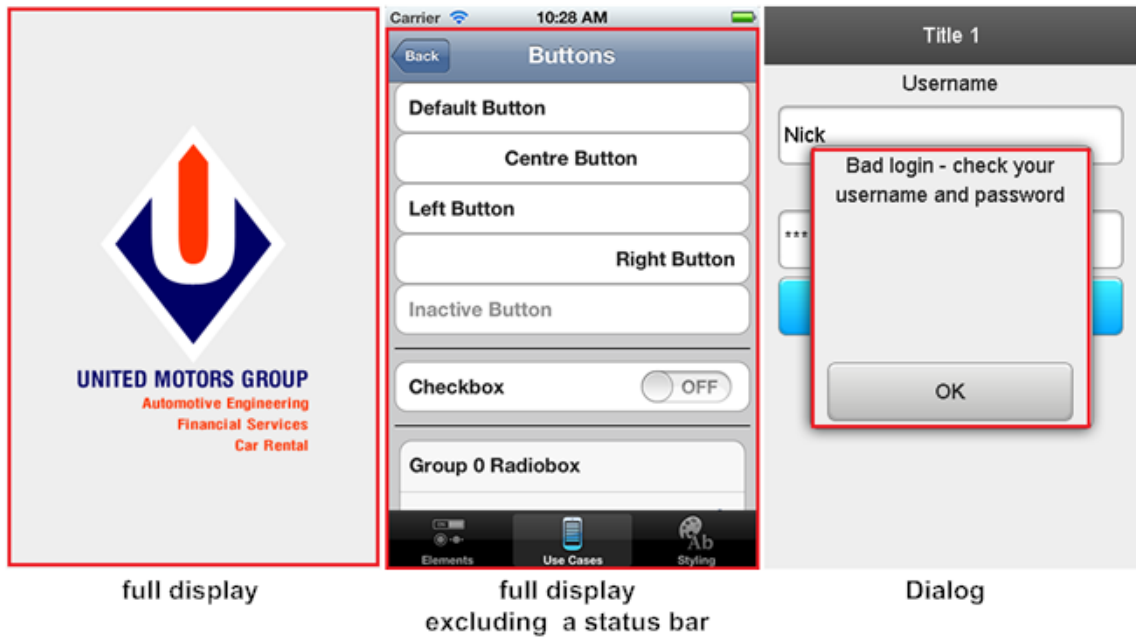 UNITED MOTORS GROUP
Automotive Engineering
Financial Services
Car Rental
full display
Carrier 10:28 AM
Back Buttons
Default Button
Centre Button
Left Button
Right Button
Inactive Button
Checkbox OFF
Group 0 Radiobox
ON
Ab
Elements Use Cases Styling
full display
excluding a status bar
Title 1
Username
Nick
Bad login - check your
username and password
***
OK
Dialog